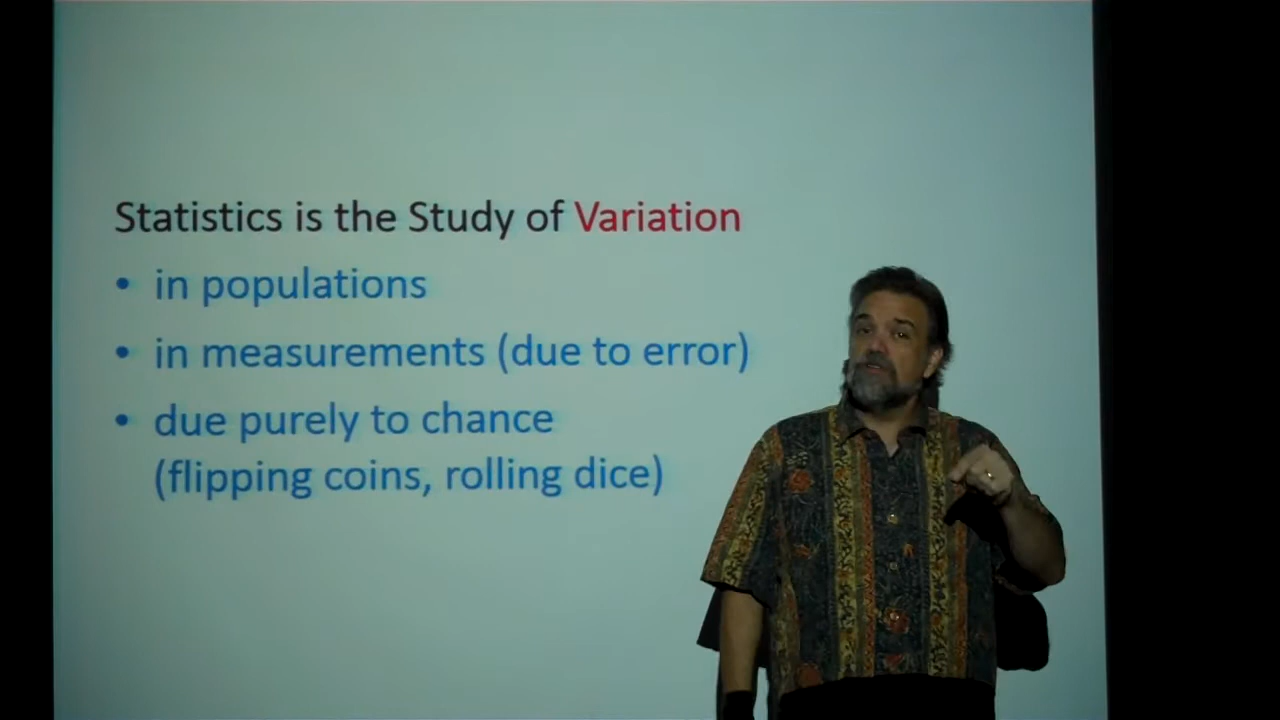 Statistics is the Study of Variation
• in populations
• in measurements (due to error)
• due purely to chance
(flipping coins, rolling dice)